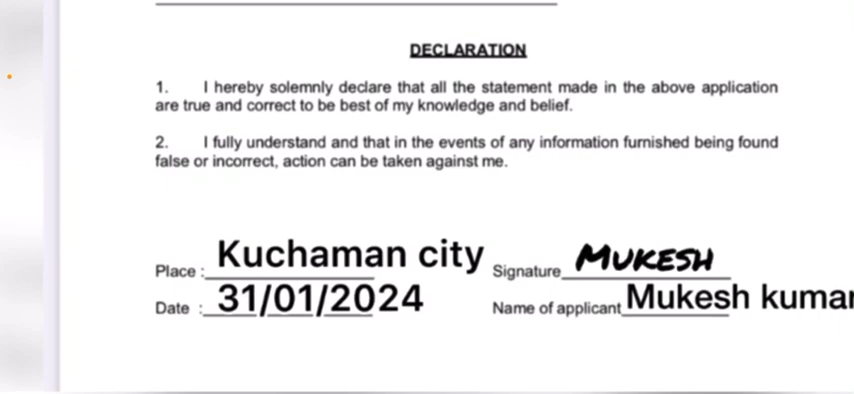 DECLARATION
1. I hereby solemnly declare that all the statement made in the above application
are true and correct to be best of my knowledge and belief.
2. I fully understand and that in the events of any information furnished being found
false or incorrect, action can be taken against me.
Place : Kuchaman city Signature MUKESH
Date : 31/01/2024 Name of applicant Mukesh kumar